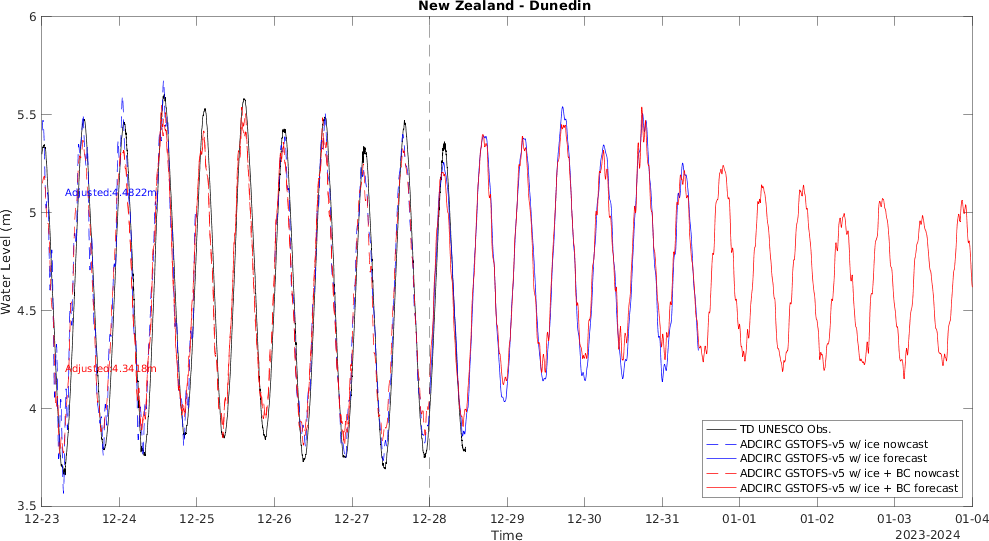 New Zealand - Dunedin
6
5.5
5
4.5
4
3.5
Water Level (m)
Adjusted:4.4822m
Adjusted:4.3418m
TD UNESCO Obs.
ADCIRC GSTOFS-v5 w/ ice nowcast
ADCIRC GSTOFS-v5 w/ ice forecast
ADCIRC GSTOFS-v5 w/ ice + BC nowcast
ADCIRC GSTOFS-v5 w/ ice + BC forecast
12-23 12-24 12-25 12-26 12-27 12-28 12-29 12-30 12-31 01-01 01-02 01-03 01-04
Time
2023-2024